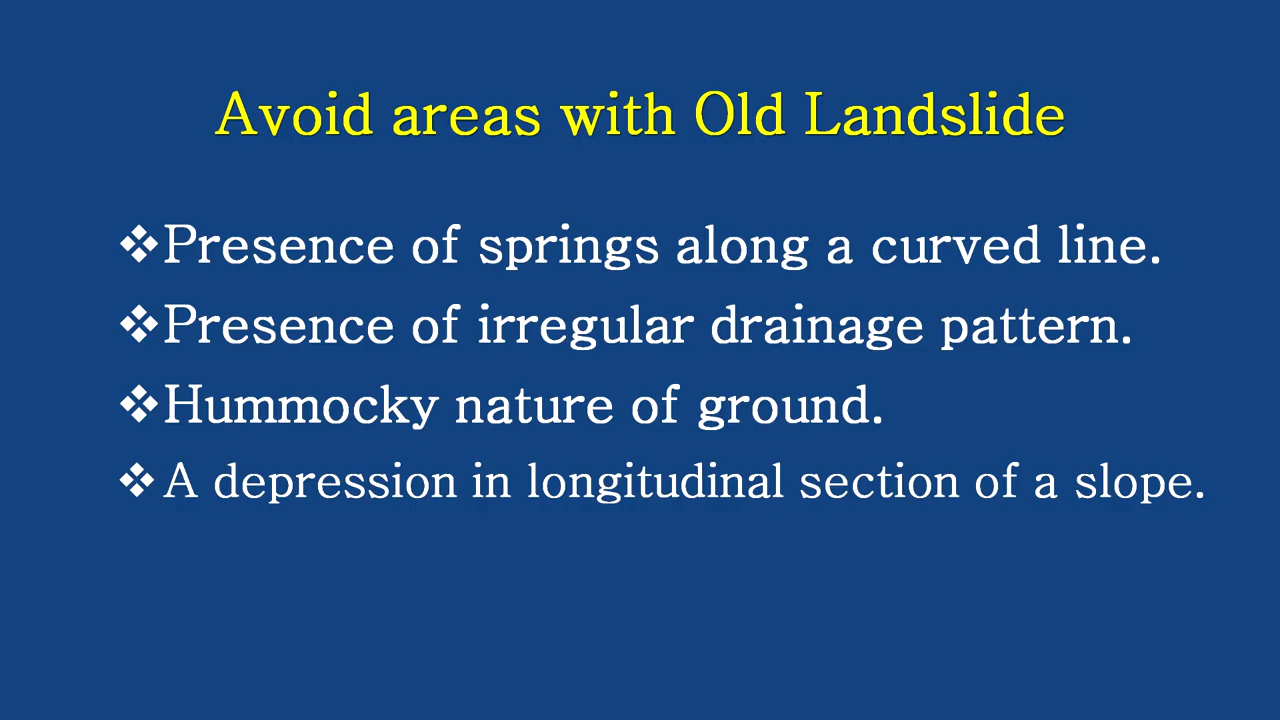 Avoid areas with Old Landslide
❖Presence of springs along a curved line.
❖Presence of irregular drainage pattern.
❖Hummocky nature of ground.
❖A depression in longitudinal section of a slope.